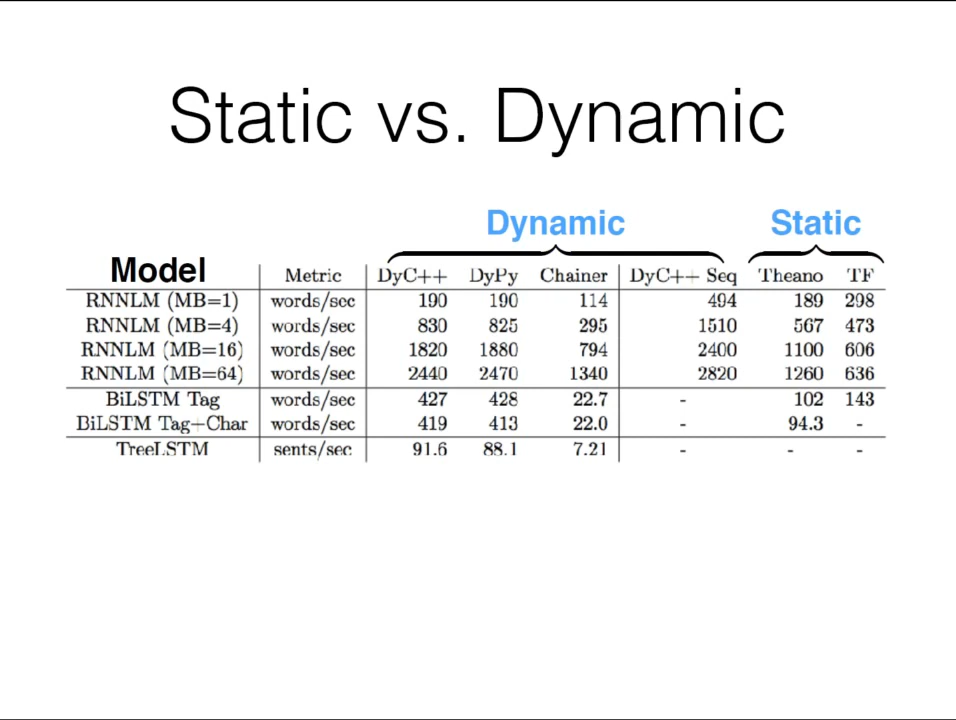 Static vs. Dynamic
Dynamic Static
Model Metric DyC++ DyPy Chainer DyC++ Seq Theano TF
RNNLM (MB=1) words/sec 190 190 114 494 189 298
RNNLM (MB=4) words/sec 830 825 295 1510 567 473
RNNLM (MB=16) words/sec 1820 1880 794 2400 1100 606
RNNLM (MB=64) words/sec 2440 2470 1340 2820 1260 636
BiLSTM Tag words/sec 427 428 22.7 - 102 143
BiLSTM Tag+Char words/sec 419 413 22.0 - 94.3 -
TreeLSTM sents/sec 91.6 88.1 7.21 - - -